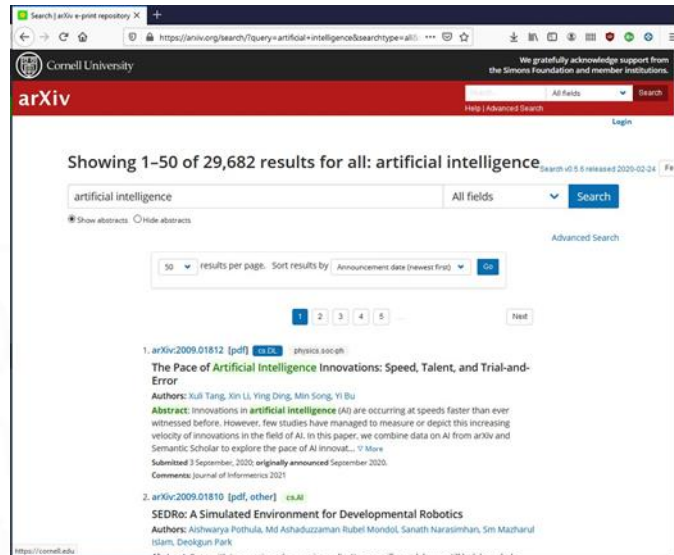 Search | arXiv e-print repository
https://arxiv.org/search/?query=artificial+intelligence&searchtype=all&
Cornell University
We gratefully acknowledge support from
the Simons Foundation and member institutions.
arXiv
Search...
All fields
Search
Help | Advanced Search
Login
Showing 1–50 of 29,682 results for all: artificial intelligence
Search v0.5.6 released 2020-02-24
Fe
artificial intelligence
All fields
Search
Show abstracts Hide abstracts
Advanced Search
50 results per page. Sort results by Announcement date (newest first) Go
1 2 3 4 5 … Next
1. arXiv:2009.01812 [pdf] cs.DL physics.soc-ph
The Pace of Artificial Intelligence Innovations: Speed, Talent, and Trial-and-
Error
Authors: Xuli Tang, Xin Li, Ying Ding, Min Song, Yi Bu
Abstract: Innovations in artificial intelligence (AI) are occurring at speeds faster than ever
witnessed before. However, few studies have managed to measure or depict this increasing
velocity of innovations in the field of AI. In this paper, we combine data on AI from arXiv and
Semantic Scholar to explore the pace of AI innovat… ▽ More
Submitted 3 September, 2020; originally announced September 2020.
Comments: Journal of Informetrics 2021
2. arXiv:2009.01810 [pdf, other] cs.AI
SEDRo: A Simulated Environment for Developmental Robotics
Authors: Aishwarya Pothula, Md Ashaduzzaman Rubel Mondol, Sanath Narasimhan, Sm Mazharul
Islam, Deokgun Park
https://cornell.edu